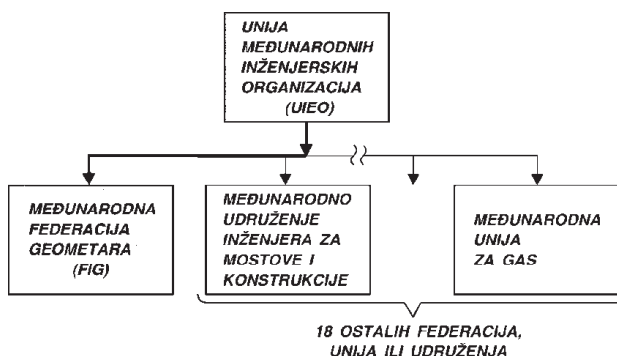 UNIJA
MEĐUNARODNIH
INŽENJERSKIH
ORGANIZACIJA
(UIEO)
MEĐUNARODNA
FEDERACIJA
GEOMETARA
(FIG)
MEĐUNARODNO
UDRUŽENJE
INŽENJERA ZA
MOSTOVE I
KONSTRUKCIJE
MEĐUNARODNA
UNIJA
ZA GAS
18 OSTALIH FEDERACIJA,
UNIJA ILI UDRUŽENJA